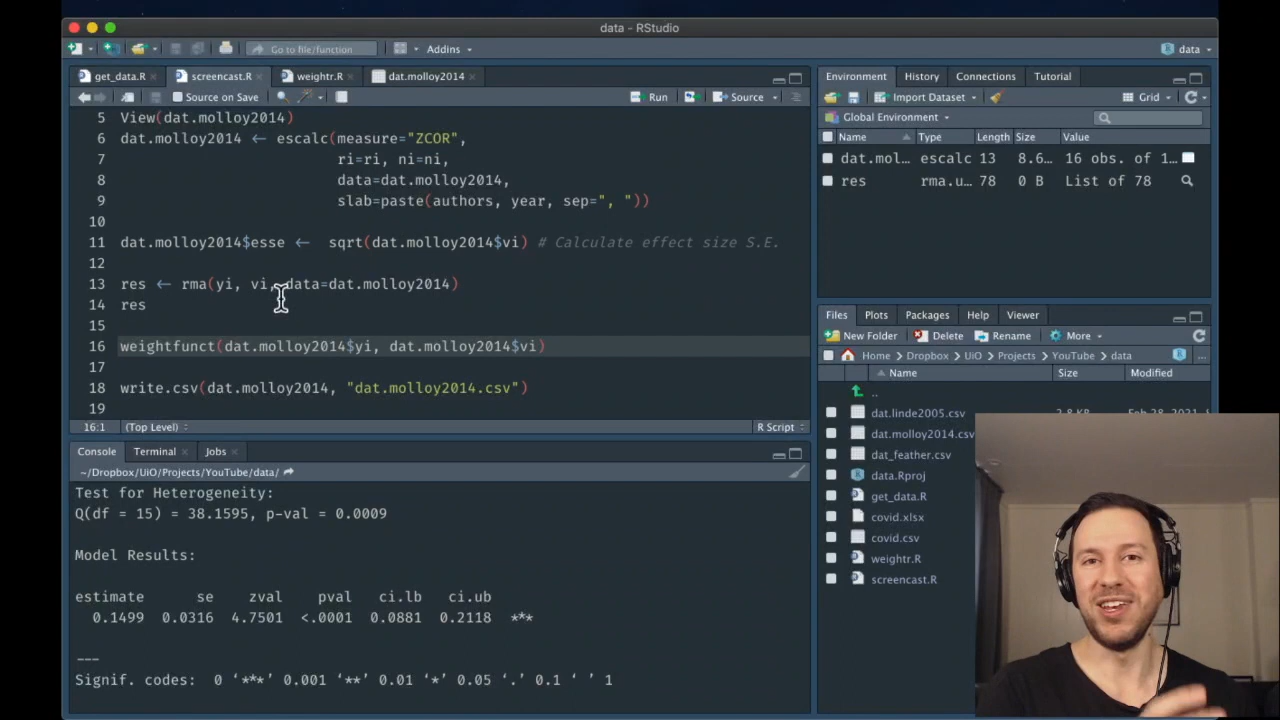 data - RStudio
Go to file/function
Addins
data
get_data.R
screencast.R
weightr.R
dat.molloy2014
Source on Save
Run
Source
5 View(dat.molloy2014)
6 dat.molloy2014 ← escalc(measure="ZCOR",
7 ri=ri, ni=ni,
8 data=dat.molloy2014,
9 slab=paste(authors, year, sep=", "))
10
11 dat.molloy2014$esse ← sqrt(dat.molloy2014$vi) # Calculate effect size S.E.
12
13 res ← rma(yi, vi, data=dat.molloy2014)
14 res
15
16 weightfunct(dat.molloy2014$yi, dat.molloy2014$vi)
17
18 write.csv(dat.molloy2014, "dat.molloy2014.csv")
19
16:1 (Top Level) R Script
Console Terminal Jobs
~/Dropbox/UiO/Projects/YouTube/data/
Test for Heterogeneity:
Q(df = 15) = 38.1595, p-val = 0.0009
Model Results:
estimate se zval pval ci.lb ci.ub
0.1499 0.0316 4.7501 <.0001 0.0881 0.2118 ***
---
Signif. codes: 0 ‘***’ 0.001 ‘**’ 0.01 ‘*’ 0.05 ‘.’ 0.1 ‘ ’ 1
Environment History Connections Tutorial
Import Dataset Grid
Global Environment
Name Type Length Size Value
dat.mol… escalc 13 8.6… 16 obs. of 1…
res rma.u… 78 0 B List of 78
Files Plots Packages Help Viewer
New Folder Delete Rename More
Home Dropbox UiO Projects YouTube data ...
Name Size Modified
..
dat.linde2005.csv 2.8 KB Feb 28, 2021,
dat.molloy2014.csv
dat_feather.csv
data.Rproj
get_data.R
covid.xlsx
covid.csv
weightr.R
screencast.R